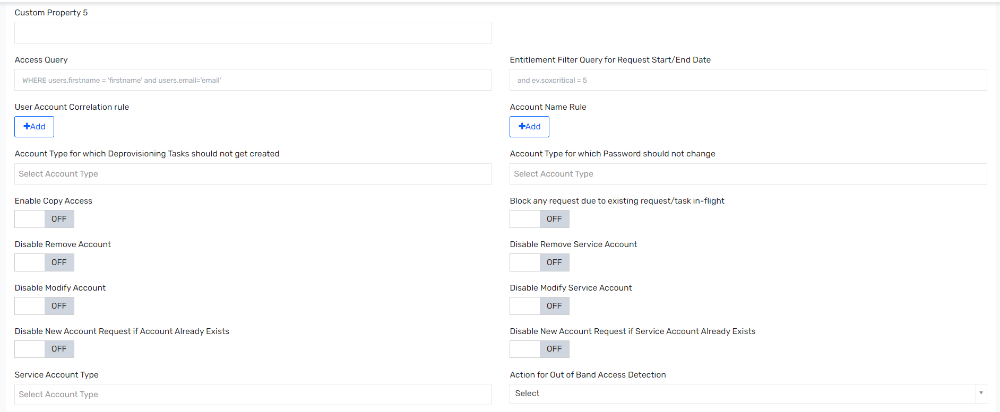 Custom Property 5
Access Query
Entitlement Filter Query for Request Start/End Date
WHERE users.firstname = 'firstname' and users.email='email'
and ev.soxcritical = 5
User Account Correlation rule
Account Name Rule
Add
Add
Account Type for which Deprovisioning Tasks should not get created
Account Type for which Password should not change
Select Account Type
Select Account Type
Enable Copy Access
Block any request due to existing request/task in-flight
OFF
OFF
Disable Remove Account
Disable Remove Service Account
OFF
OFF
Disable Modify Account
Disable Modify Service Account
OFF
OFF
Disable New Account Request if Account Already Exists
Disable New Account Request if Service Account Already Exists
OFF
OFF
Service Account Type
Action for Out of Band Access Detection
Select Account Type
Select